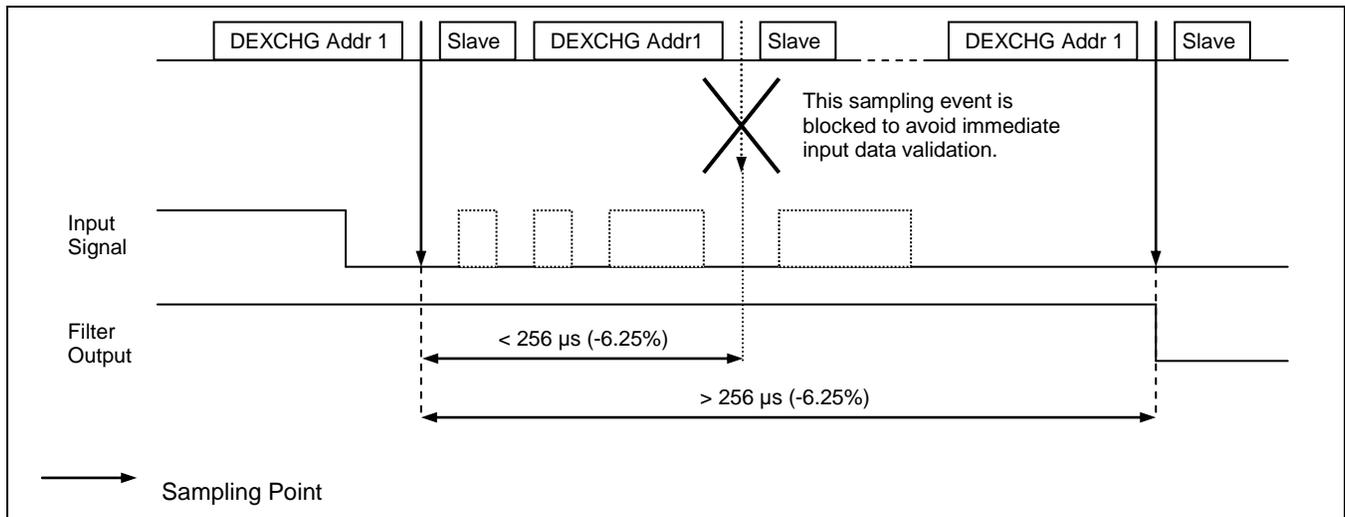 DEXCHG Addr 1 Slave DEXCHG Addr1 Slave DEXCHG Addr 1 Slave
This sampling event is
blocked to avoid immediate
input data validation.
Input
Signal
Filter
Output
< 256 µs (-6.25%)
> 256 µs (-6.25%)
Sampling Point